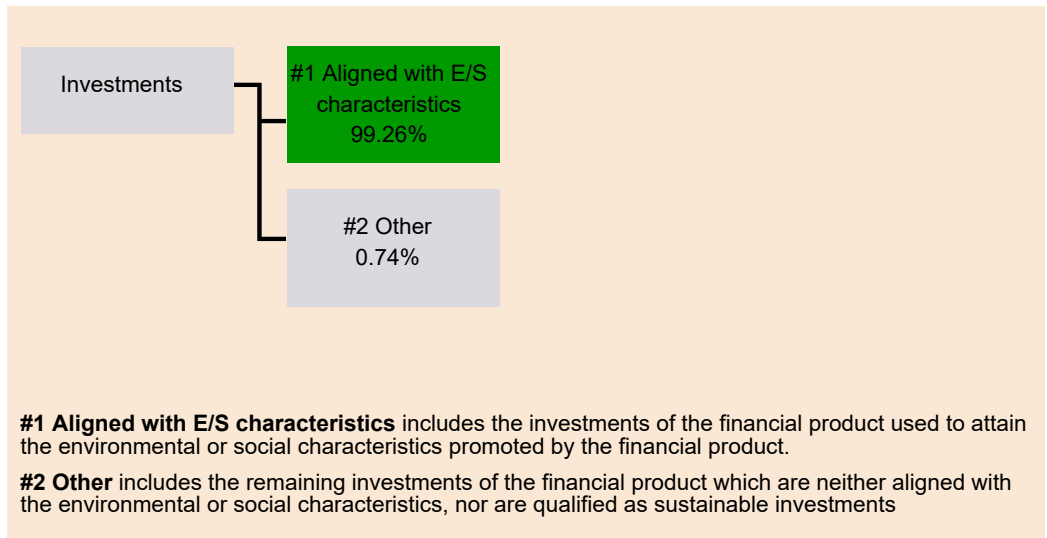 Investments
#1 Aligned with E/S
characteristics
99.26%
#2 Other
0.74%
#1 Aligned with E/S characteristics includes the investments of the financial product used to attain
the environmental or social characteristics promoted by the financial product.
#2 Other includes the remaining investments of the financial product which are neither aligned with
the environmental or social characteristics, nor are qualified as sustainable investments